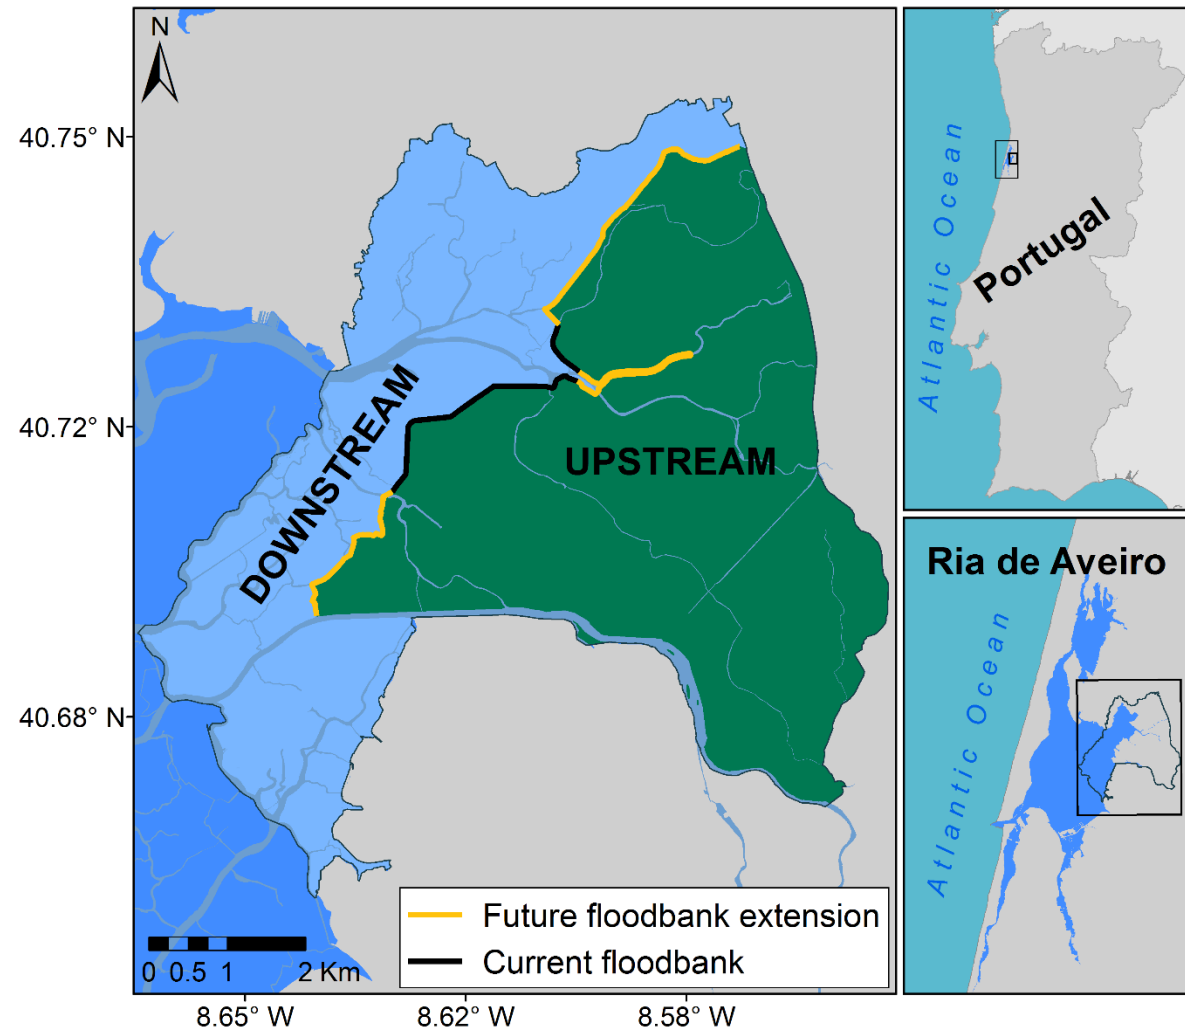 N
40.75° N
40.72° N
40.68° N
DOWNSTREAM
UPSTREAM
Future floodbank extension
Current floodbank
0 0.5 1 2 Km
8.65° W 8.62° W 8.58° W
Atlantic Ocean
Portugal
Ria de Aveiro
Atlantic Ocean